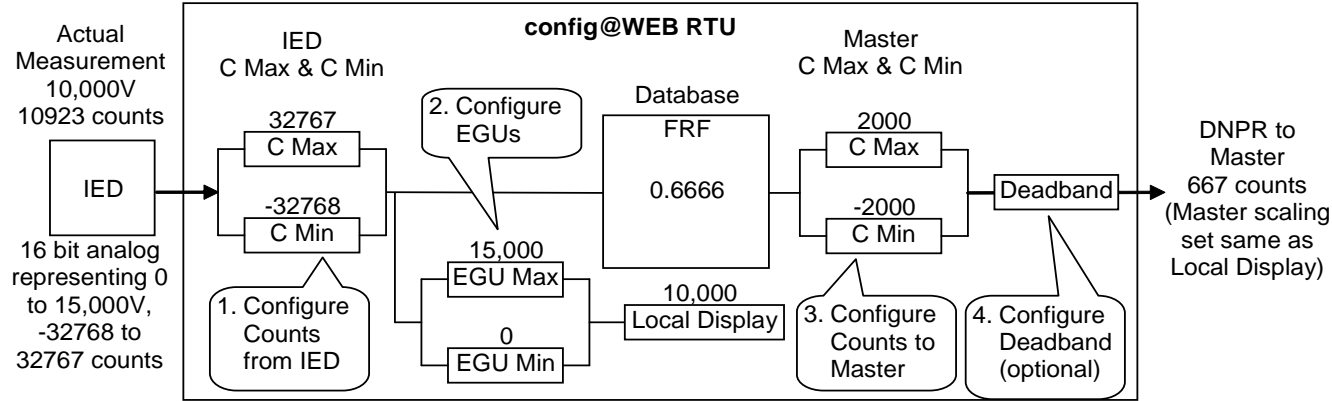 config@WEB RTU
Actual
Measurement
10,000V
10923 counts
IED
16 bit analog
representing 0
to 15,000V,
-32768 to
32767 counts
IED
C Max & C Min
32767
C Max
-32768
C Min
1. Configure
Counts
from IED
2. Configure
EGUs
15,000
EGU Max
0
EGU Min
10,000
Local Display
Database
FRF
0.6666
Master
C Max & C Min
2000
C Max
-2000
C Min
3. Configure
Counts to
Master
Deadband
4. Configure
Deadband
(optional)
DNPR to
Master
667 counts
(Master scaling
set same as
Local Display)